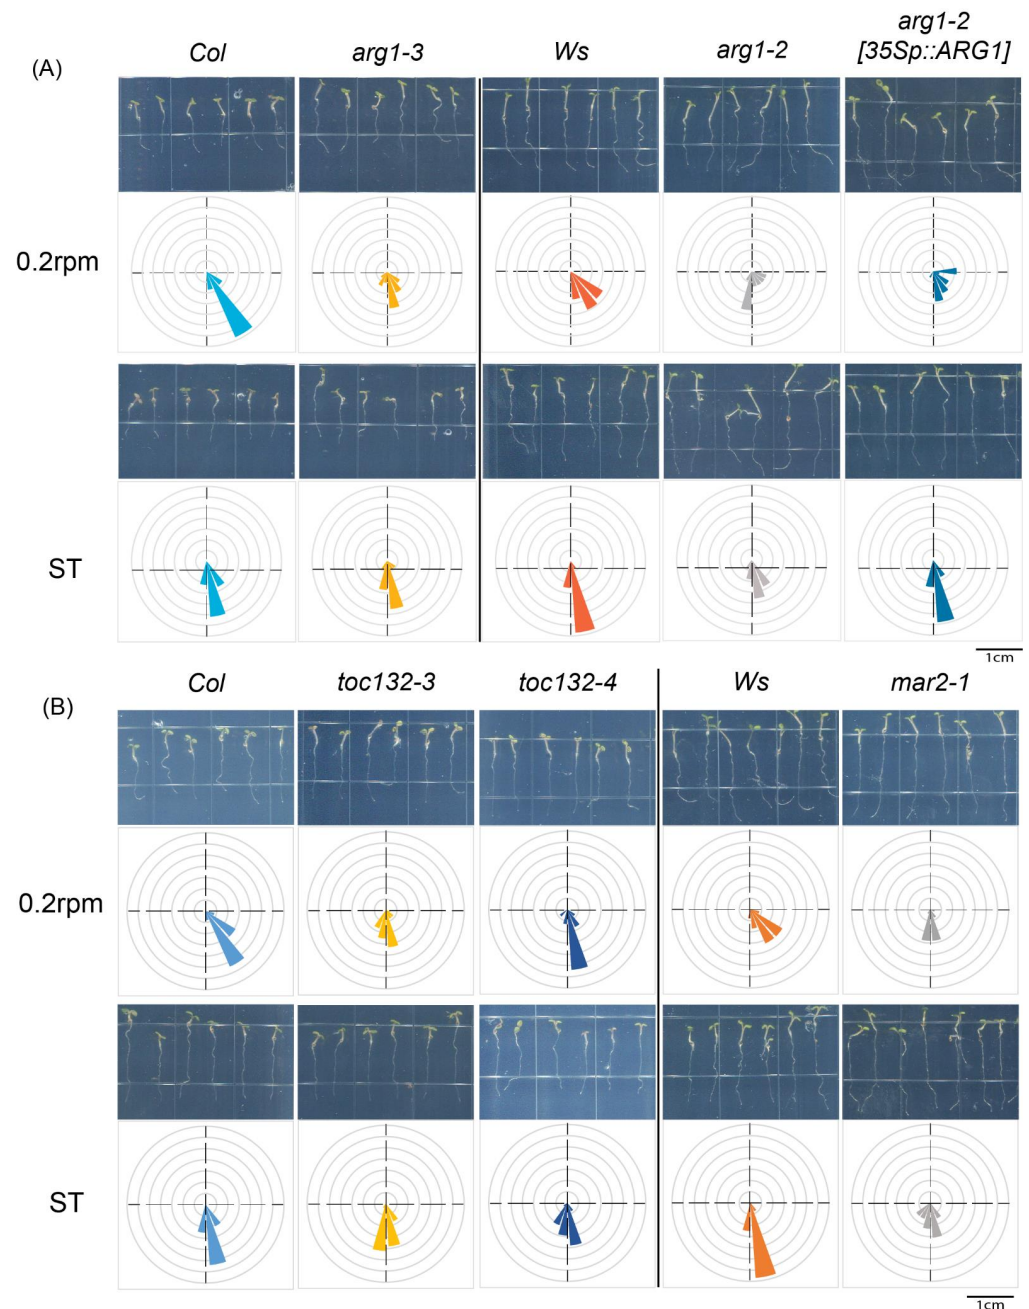 (A)
Col
arg1-3
Ws
arg1-2
arg1-2
[35Sp::ARG1]
0.2rpm
ST
1cm
(B)
Col
toc132-3
toc132-4
Ws
mar2-1
0.2rpm
ST
1cm